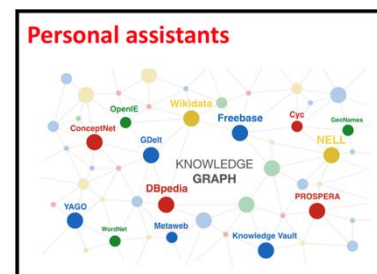 Personal assistants
OpenIE
Wikidata
Freebase
Cyc
GeoNames
ConceptNet
GDelt
NELL
KNOWLEDGE
GRAPH
DBpedia
PROSPERA
YAGO
WordNet
Metaweb
Knowledge Vault